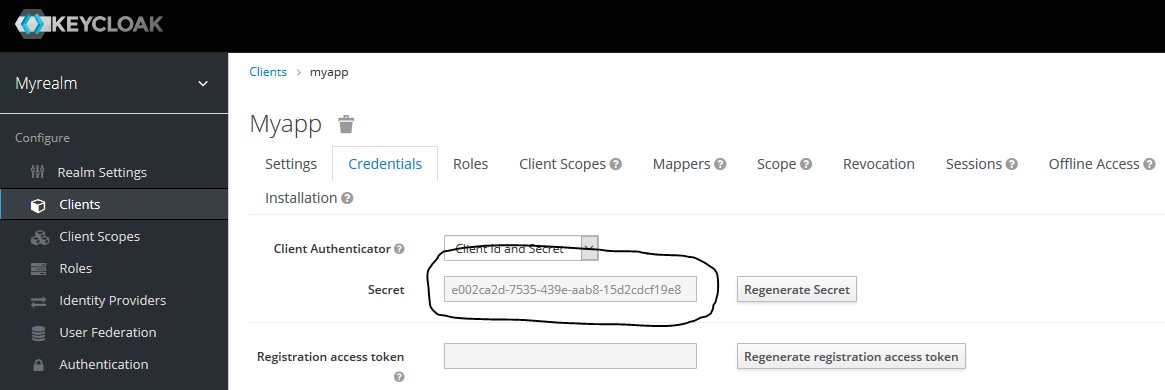 KEYCLOAK
Myrealm
Configure
Realm Settings
Clients
Client Scopes
Roles
Identity Providers
User Federation
Authentication
Clients > myapp
Myapp
Settings Credentials Roles Client Scopes ? Mappers ? Scope ? Revocation Sessions ? Offline Access ?
Installation ?
Client Authenticator ? Client Id and Secret
Secret e002ca2d-7535-439e-aab8-15d2cdcf19e8 Regenerate Secret
Registration access token ? Regenerate registration access token